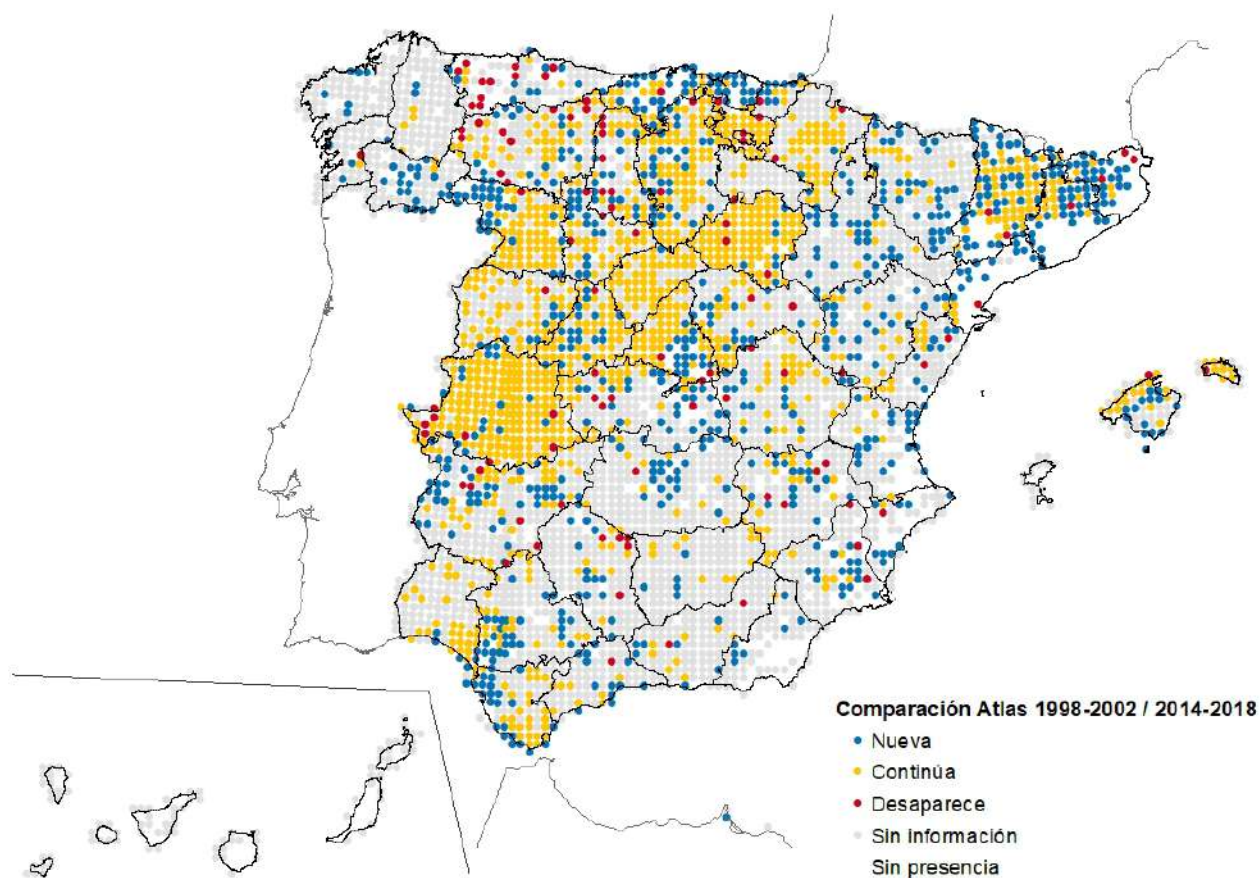 Comparación Atlas 1998-2002 / 2014-2018
Nueva
Continúa
Desaparece
Sin información
Sin presencia